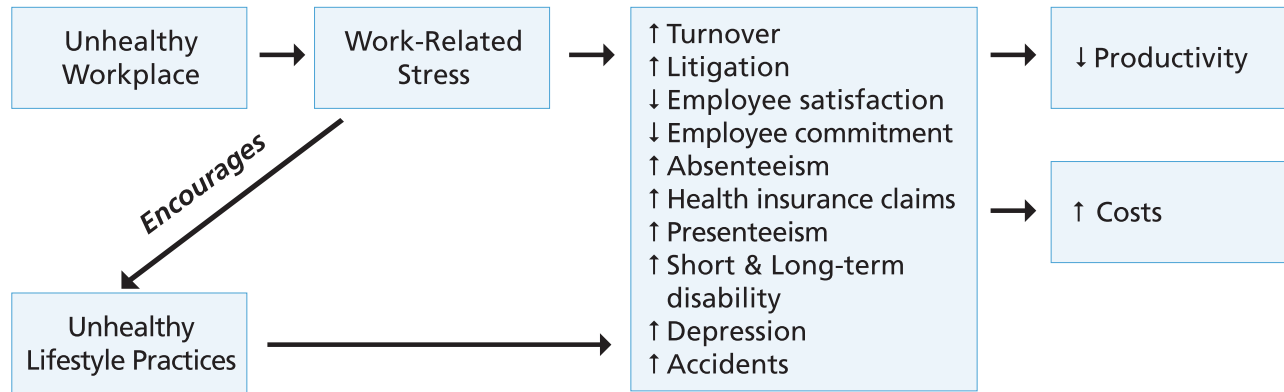 Unhealthy
Workplace
Work-Related
Stress
↑ Turnover
↑ Litigation
↓ Employee satisfaction
↓ Employee commitment
↑ Absenteeism
↑ Health insurance claims
↑ Presenteeism
↑ Short & Long-term
disability
↑ Depression
↑ Accidents
↓ Productivity
↑ Costs
Encourages
Unhealthy
Lifestyle Practices